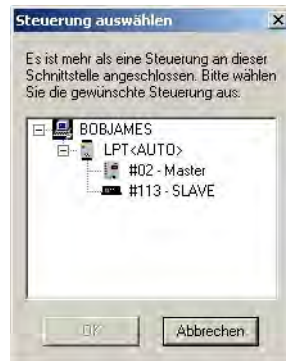 Steuerung auswählen
Es ist mehr als eine Steuerung an dieser
Schnittstelle angeschlossen. Bitte wählen
Sie die gewünschte Steuerung aus.
BOBJAMES
LPT<AUTO>
#02 - Master
#113 - SLAVE
OK
Abbrechen